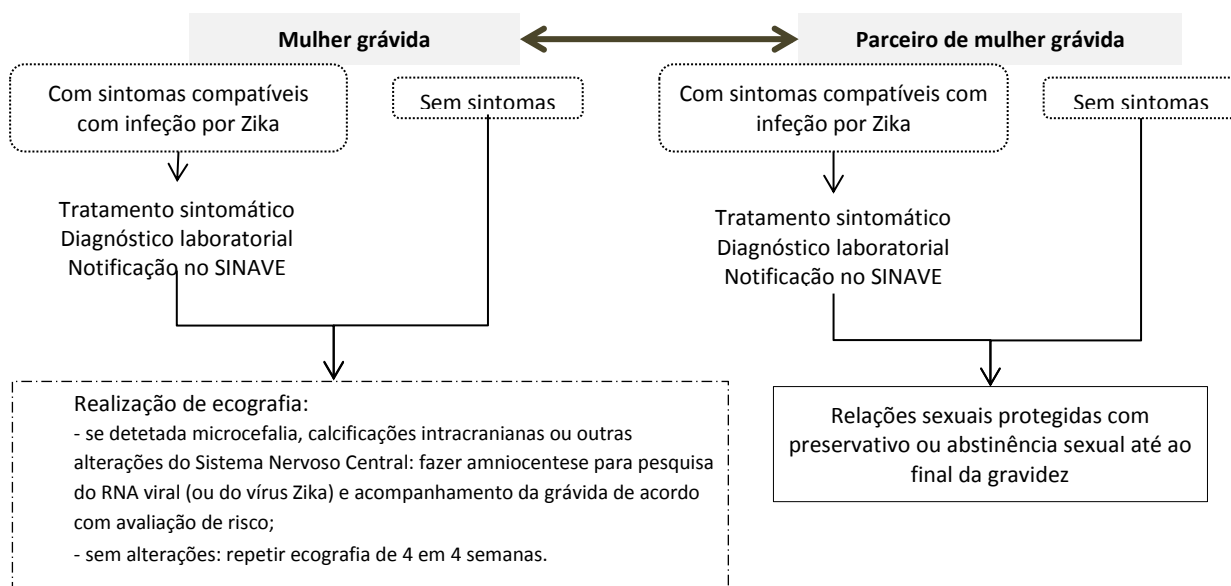 Mulher grávida
Parceiro de mulher grávida
Com sintomas compatíveis
com infeção por Zika
Sem sintomas
Com sintomas compatíveis com
infeção por Zika
Sem sintomas
Tratamento sintomático
Diagnóstico laboratorial
Notificação no SINAVE
Tratamento sintomático
Diagnóstico laboratorial
Notificação no SINAVE
Realização de ecografia:
- se detetada microcefalia, calcificações intracranianas ou outras
alterações do Sistema Nervoso Central: fazer amniocentese para pesquisa
do RNA viral (ou do vírus Zika) e acompanhamento da grávida de acordo
com avaliação de risco;
- sem alterações: repetir ecografia de 4 em 4 semanas.
Relações sexuais protegidas com
preservativo ou abstinência sexual até ao
final da gravidez